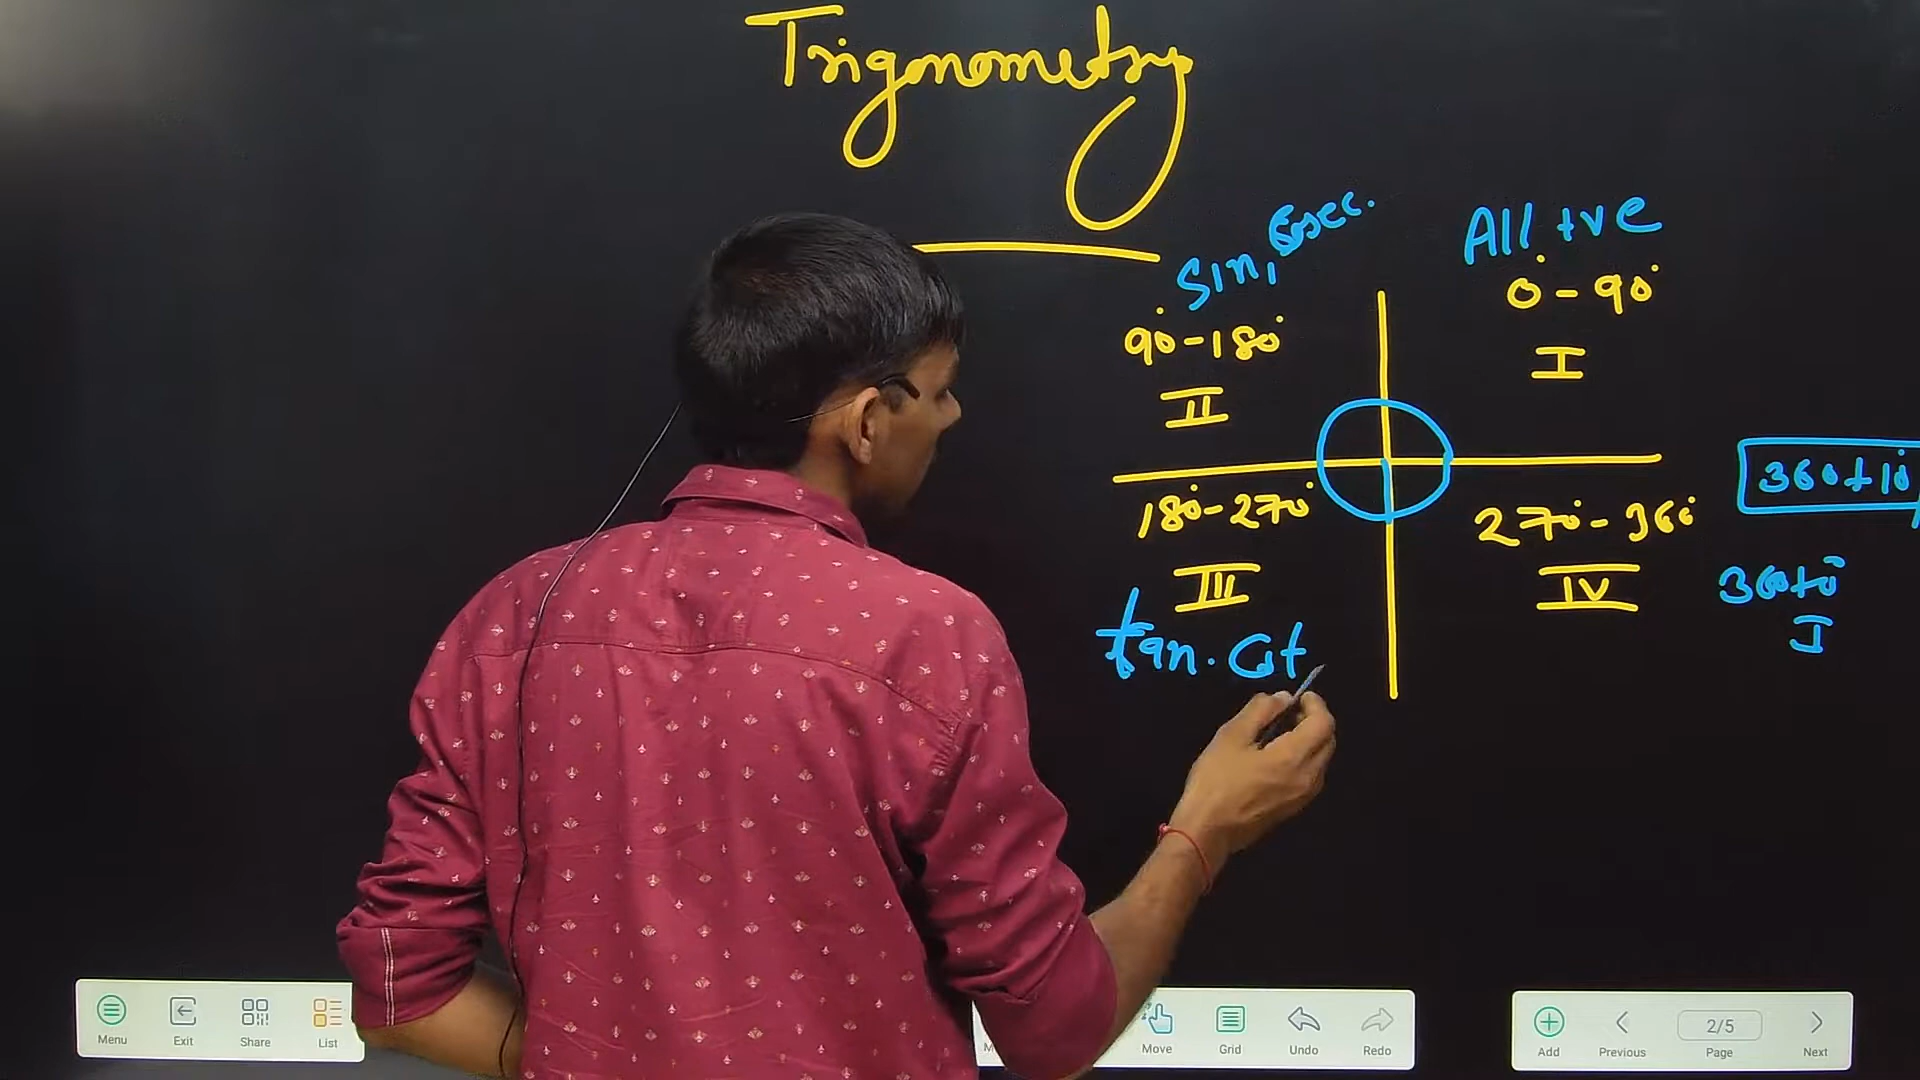 Trigonometry
Sin, Cosec.
All +ve
90° - 180°
0° - 90°
II
I
180° - 270°
270° - 360°
360 + 10°
III
IV
360+0°
I
tan. Cot
Menu
Exit
Share
List
Move
Grid
Undo
Redo
Add
Previous
2/5
Page
Next